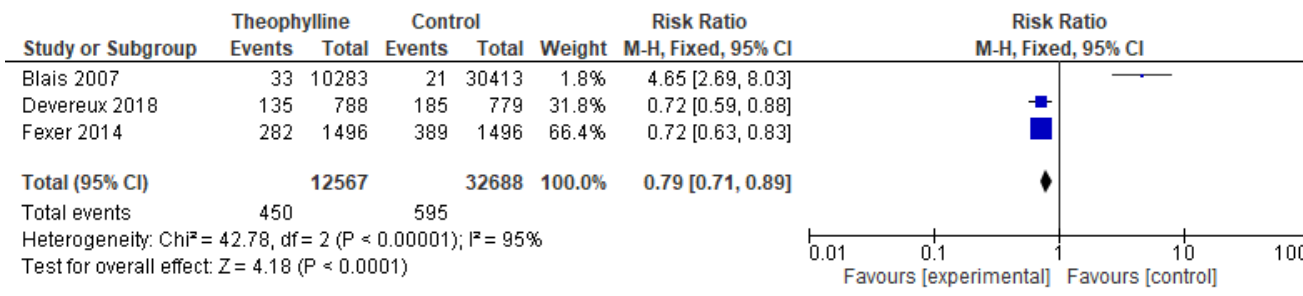 Theophylline Control Risk Ratio Risk Ratio
Study or Subgroup Events Total Events Total Weight M-H, Fixed, 95% CI M-H, Fixed, 95% CI
Blais 2007 33 10283 21 30413 1.8% 4.65 [2.69, 8.03]
Devereux 2018 135 788 185 779 31.8% 0.72 [0.59, 0.88]
Fexer 2014 282 1496 389 1496 66.4% 0.72 [0.63, 0.83]
Total (95% CI) 12567 32688 100.0% 0.79 [0.71, 0.89]
Total events 450 595
Heterogeneity: Chi² = 42.78, df = 2 (P < 0.00001); I² = 95%
Test for overall effect: Z = 4.18 (P < 0.0001)
0.01 0.1 1 10 100
Favours [experimental] Favours [control]